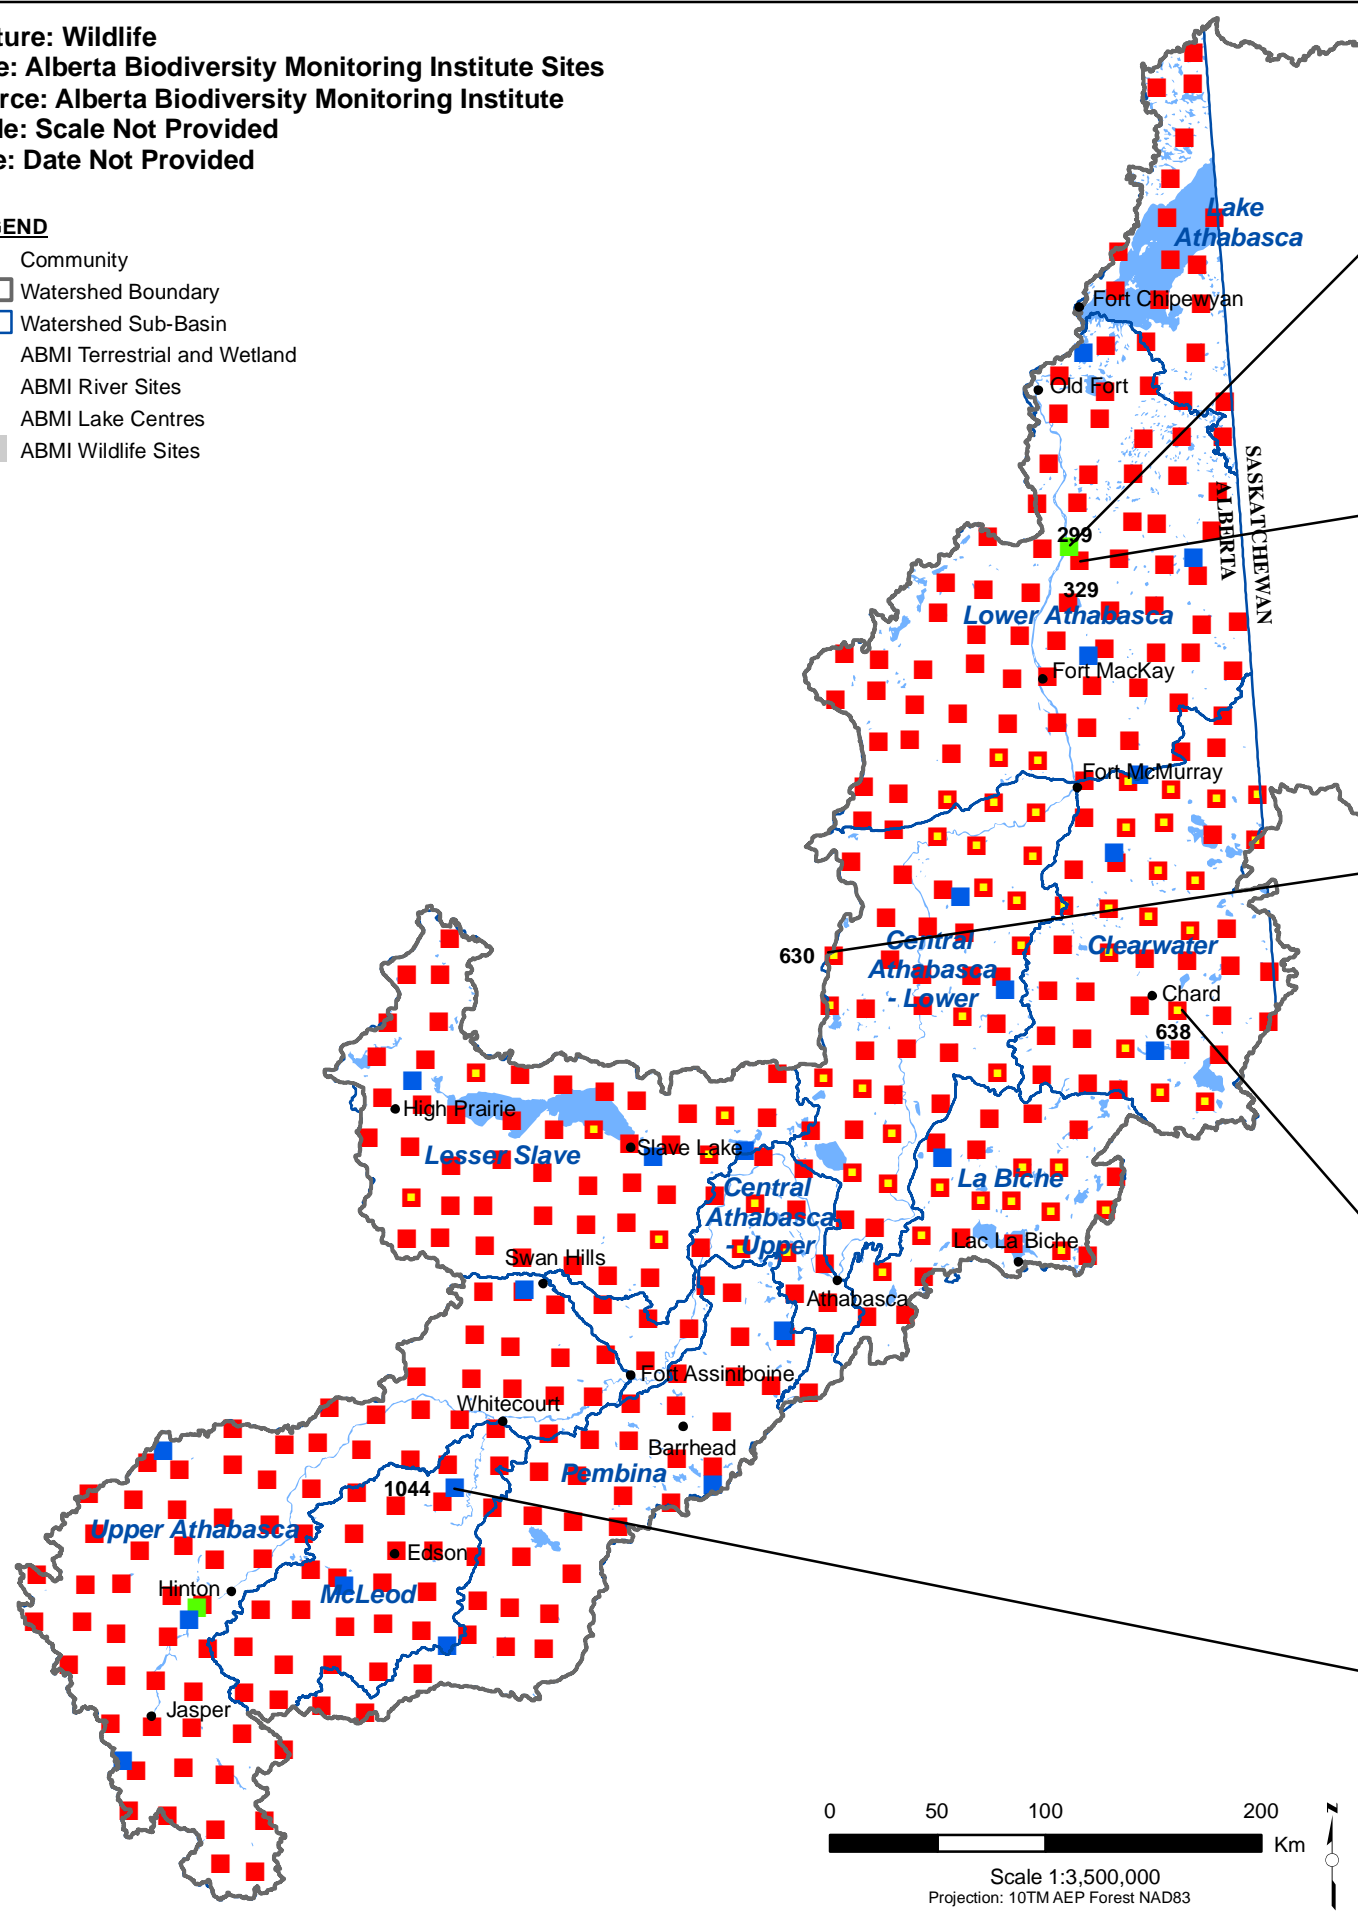 ture: Wildlife
e: Alberta Biodiversity Monitoring Institute Sites
rce: Alberta Biodiversity Monitoring Institute
le: Scale Not Provided
e: Date Not Provided
GEND
Community
Watershed Boundary
Watershed Sub-Basin
ABMI Terrestrial and Wetland
ABMI River Sites
ABMI Lake Centres
ABMI Wildlife Sites
Lake
Athabasca
Fort Chipewyan
Old Fort
SASKATCHEWAN
ALBERTA
299
329
Lower Athabasca
Fort MacKay
Fort McMurray
630
Central
Athabasca
- Lower
Clearwater
Chard
638
High Prairie
Lesser Slave
Slave Lake
Central
Athabasca
- Upper
La Biche
Lac La Biche
Swan Hills
Athabasca
Fort Assiniboine
Whitecourt
Barrhead
Pembina
1044
Upper Athabasca
Edson
Hinton
McLeod
Jasper
0 50 100 200
Km
N
Scale 1:3,500,000
Projection: 10TM AEP Forest NAD83